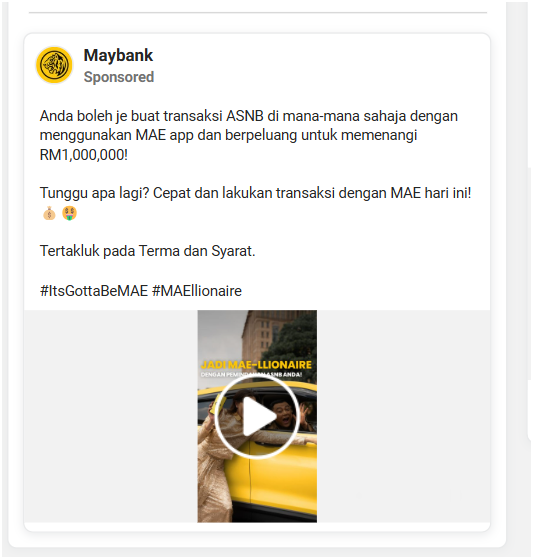 Maybank
Sponsored
Anda boleh je buat transaksi ASNB di mana-mana sahaja dengan
menggunakan MAE app dan berpeluang untuk memenangi
RM1,000,000!
Tunggu apa lagi? Cepat dan lakukan transaksi dengan MAE hari ini!
💰 🤑
Tertakluk pada Terma dan Syarat.
#ItsGottaBeMAE #MAEllionaire
JADI MAE-LLIONAIRE
DENGAN ASNB ANDA!